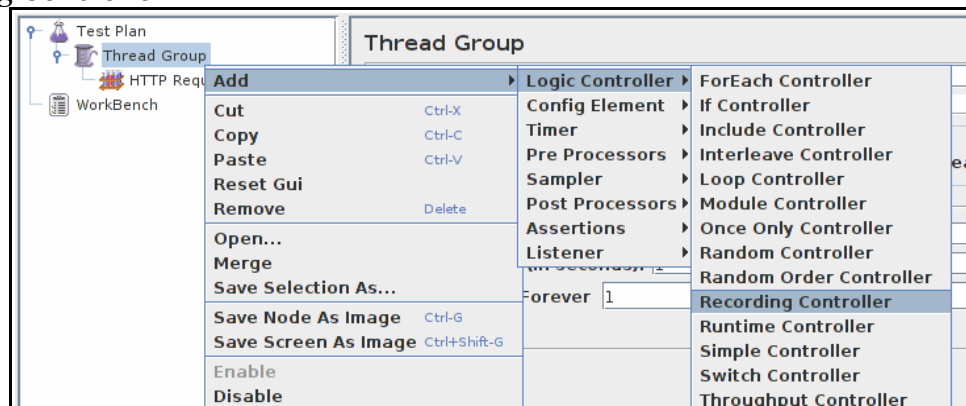 Test Plan
Thread Group
HTTP Requ
WorkBench
Thread Group
Add
Cut Ctrl-X
Copy Ctrl-C
Paste Ctrl-V
Reset Gui
Remove Delete
Open...
Merge
Save Selection As...
Save Node As Image Ctrl-G
Save Screen As Image Ctrl+Shift-G
Enable
Disable
Logic Controller
Config Element
Timer
Pre Processors
Sampler
Post Processors
Assertions
Listener
Forever 1
ForEach Controller
If Controller
Include Controller
Interleave Controller
Loop Controller
Module Controller
Once Only Controller
Random Controller
Random Order Controller
Recording Controller
Runtime Controller
Simple Controller
Switch Controller
Throughput Controller